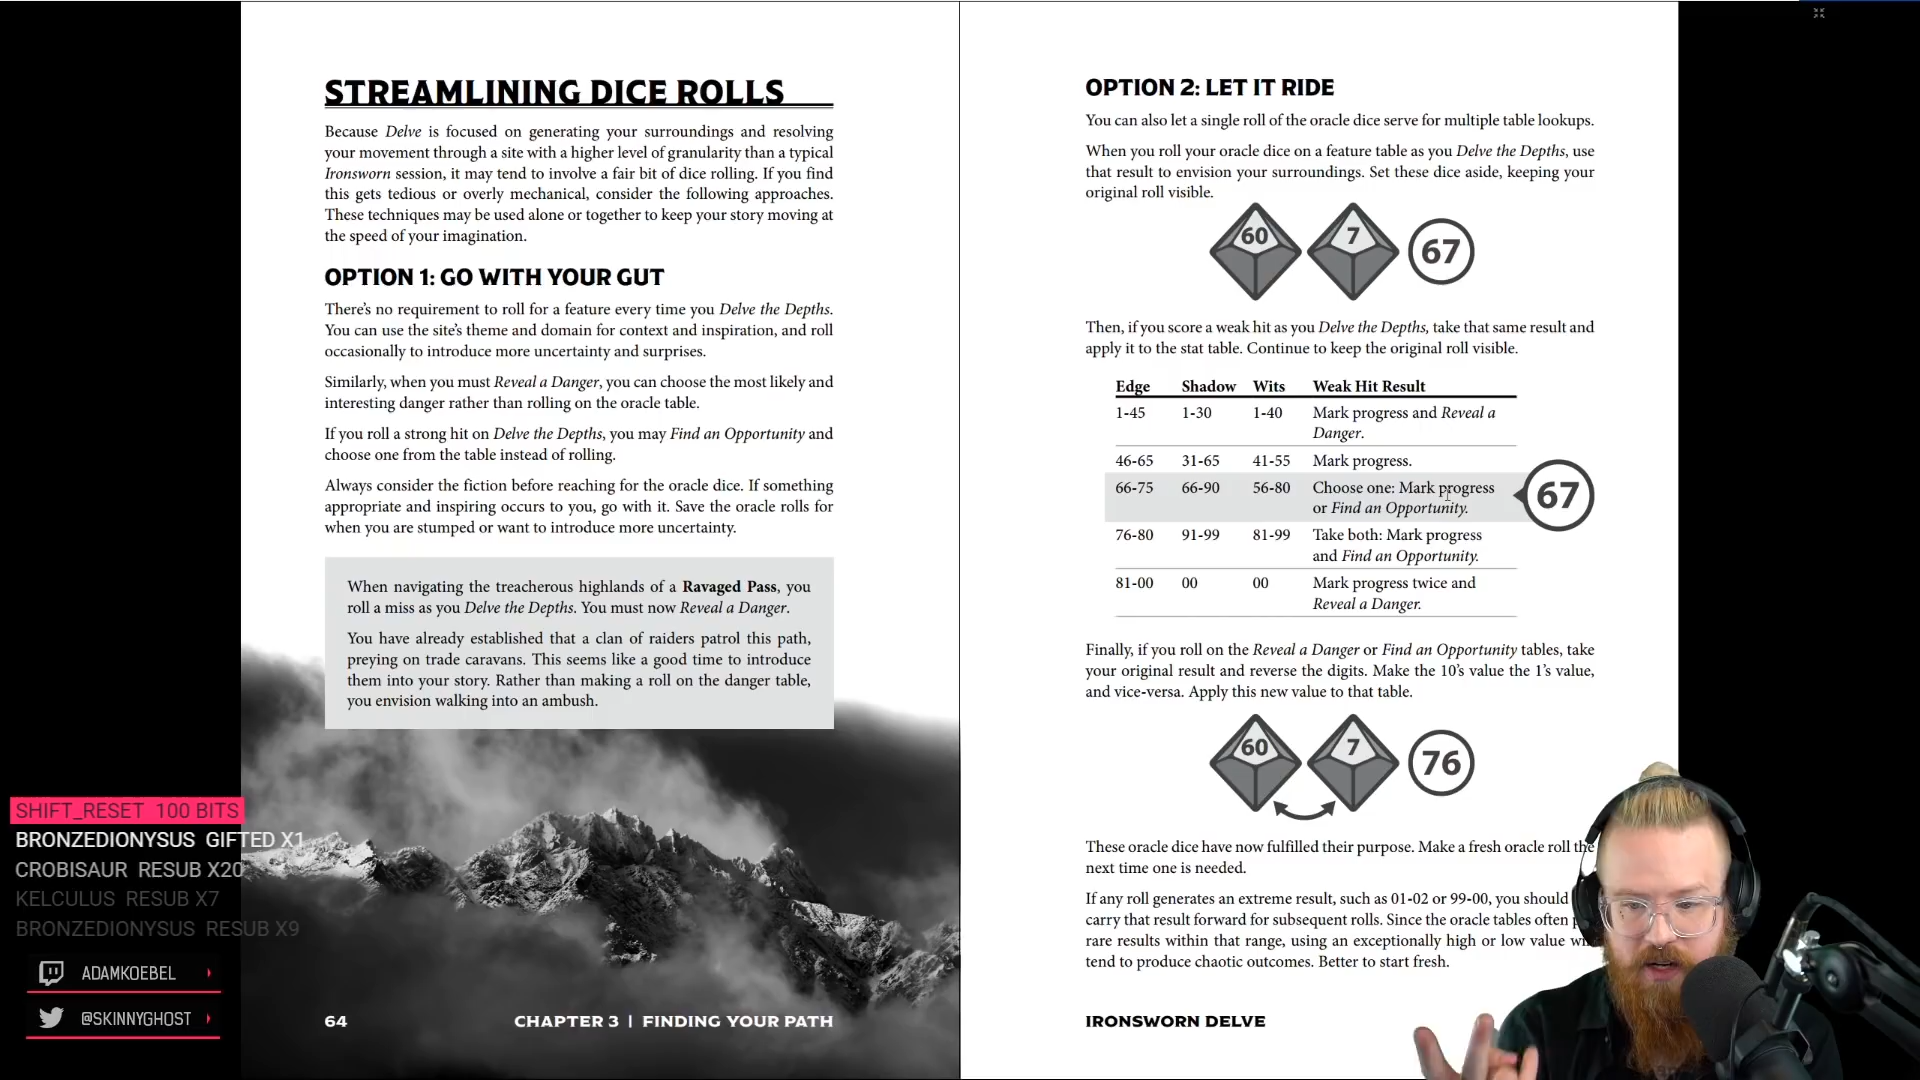 STREAMLINING DICE ROLLS
Because Delve is focused on generating your surroundings and resolving
your movement through a site with a higher level of granularity than a typical
Ironsworn session, it may tend to involve a fair bit of dice rolling. If you find
this gets tedious or overly mechanical, consider the following approaches.
These techniques may be used alone or together to keep your story moving at
the speed of your imagination.
OPTION 1: GO WITH YOUR GUT
There's no requirement to roll for a feature every time you Delve the Depths.
You can use the site's theme and domain for context and inspiration, and roll
occasionally to introduce more uncertainty and surprises.
Similarly, when you must Reveal a Danger, you can choose the most likely and
interesting danger rather than rolling on the oracle table.
If you roll a strong hit on Delve the Depths, you may Find an Opportunity and
choose one from the table instead of rolling.
Always consider the fiction before reaching for the oracle dice. If something
appropriate and inspiring occurs to you, go with it. Save the oracle rolls for
when you are stumped or want to introduce more uncertainty.
When navigating the treacherous highlands of a Ravaged Pass, you
roll a miss as you Delve the Depths. You must now Reveal a Danger.
You have already established that a clan of raiders patrol this path,
preying on trade caravans. This seems like a good time to introduce
them into your story. Rather than making a roll on the danger table,
you envision walking into an ambush.
SHIFT_RESET 100 BITS
BRONZEDIONYSUS GIFTED X1
CROBISAUR RESUB X20
KELCULUS RESUB X7
BRONZEDIONYSUS RESUB X9
ADAMKOEBEL
@SKINNYGHOST
64 CHAPTER 3 | FINDING YOUR PATH
OPTION 2: LET IT RIDE
You can also let a single roll of the oracle dice serve for multiple table lookups.
When you roll your oracle dice on a feature table as you Delve the Depths, use
that result to envision your surroundings. Set these dice aside, keeping your
original roll visible.
60 7 67
Then, if you score a weak hit as you Delve the Depths, take that same result and
apply it to the stat table. Continue to keep the original roll visible.
Edge Shadow Wits Weak Hit Result
1-45 1-30 1-40 Mark progress and Reveal a
Danger.
46-65 31-65 41-55 Mark progress.
66-75 66-90 56-80 Choose one: Mark progress
or Find an Opportunity.
67
76-80 91-99 81-99 Take both: Mark progress
and Find an Opportunity.
81-00 00 00 Mark progress twice and
Reveal a Danger.
Finally, if you roll on the Reveal a Danger or Find an Opportunity tables, take
your original result and reverse the digits. Make the 10's value the 1's value,
and vice-versa. Apply this new value to that table.
60 7 76
These oracle dice have now fulfilled their purpose. Make a fresh oracle roll the
next time one is needed.
If any roll generates an extreme result, such as 01-02 or 99-00, you should
carry that result forward for subsequent rolls. Since the oracle tables often
rare results within that range, using an exceptionally high or low value
tend to produce chaotic outcomes. Better to start fresh.
IRONSWORN DELVE